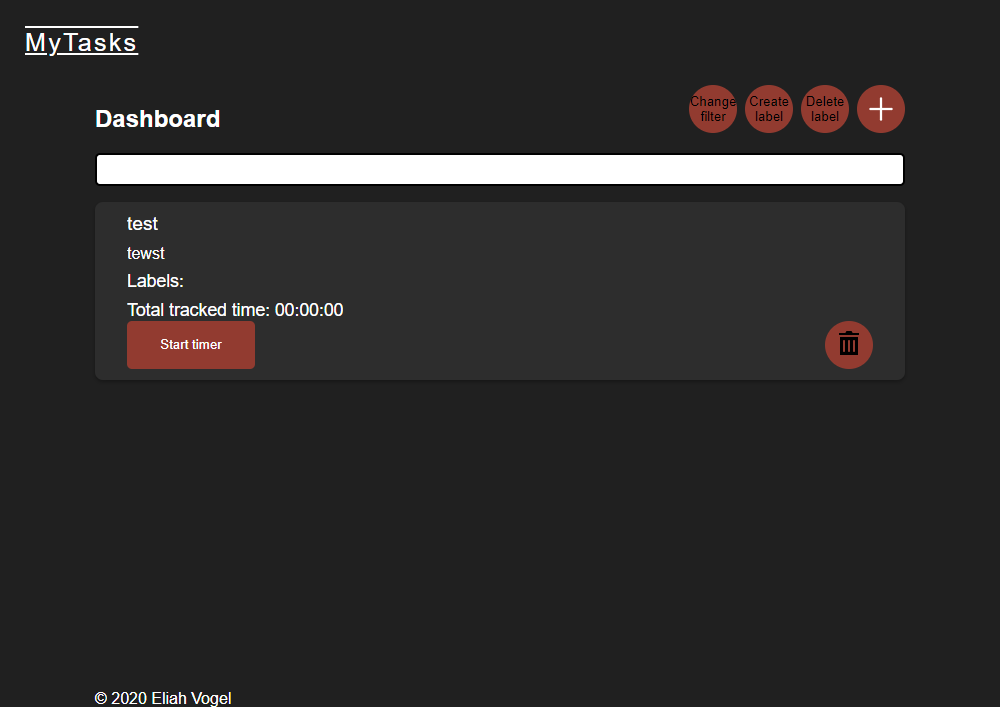 MyTasks
Dashboard
Change
filter
Create
label
Delete
label
test
tewst
Labels:
Total tracked time: 00:00:00
Start timer
© 2020 Eliah Vogel